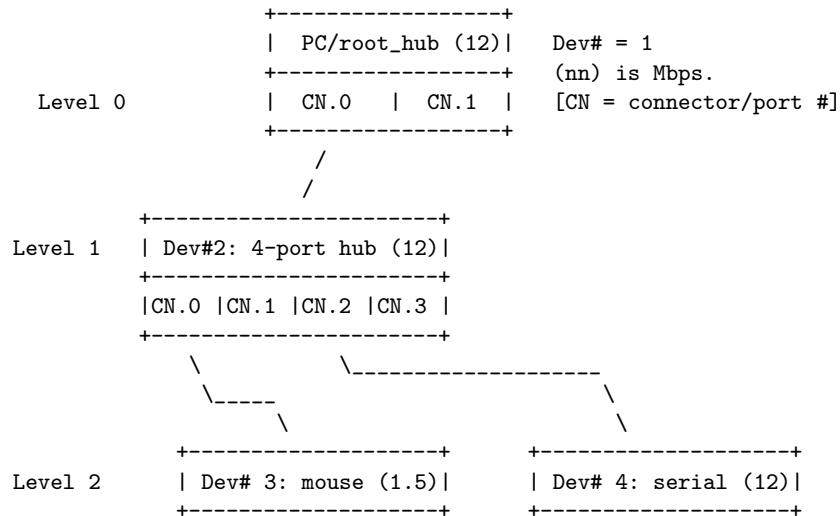 PC/root_hub (12) Dev# = 1
(nn) is Mbps.
Level 0 CN.0 | CN.1 [CN = connector/port #]
Level 1 Dev#2: 4-port hub (12)
CN.0 |CN.1 |CN.2 |CN.3
Level 2 Dev# 3: mouse (1.5) Dev# 4: serial (12)